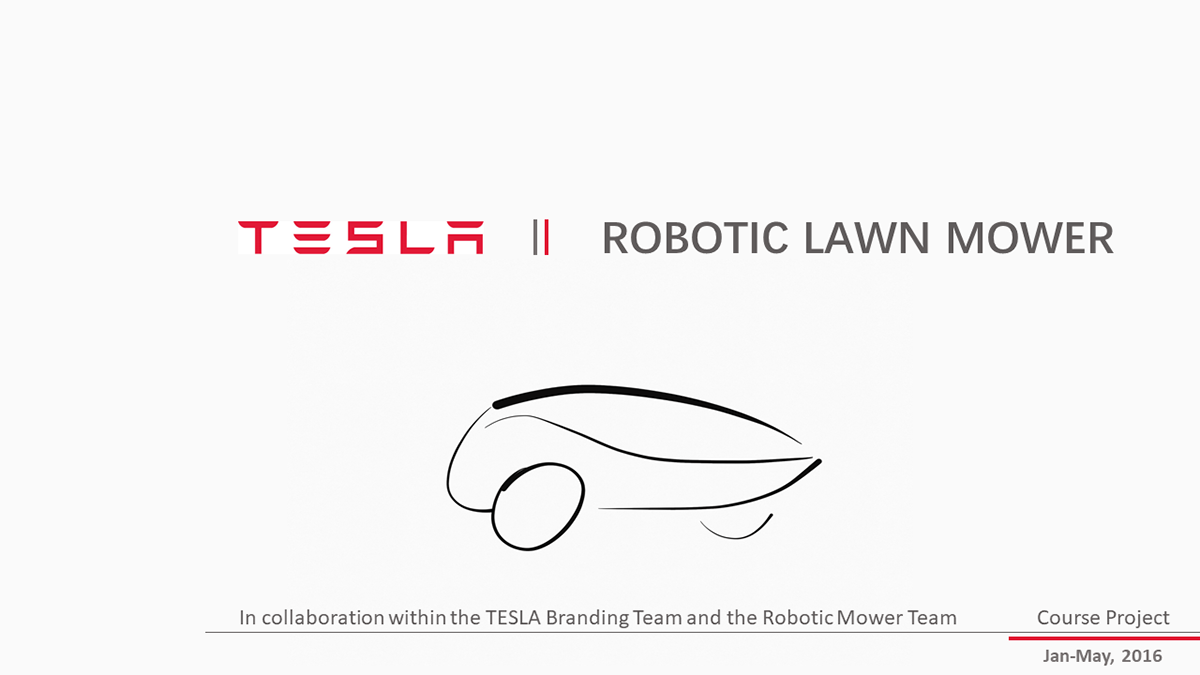 TESLA || ROBOTIC LAWN MOWER
In collaboration within the TESLA Branding Team and the Robotic Mower Team
Course Project
Jan-May, 2016